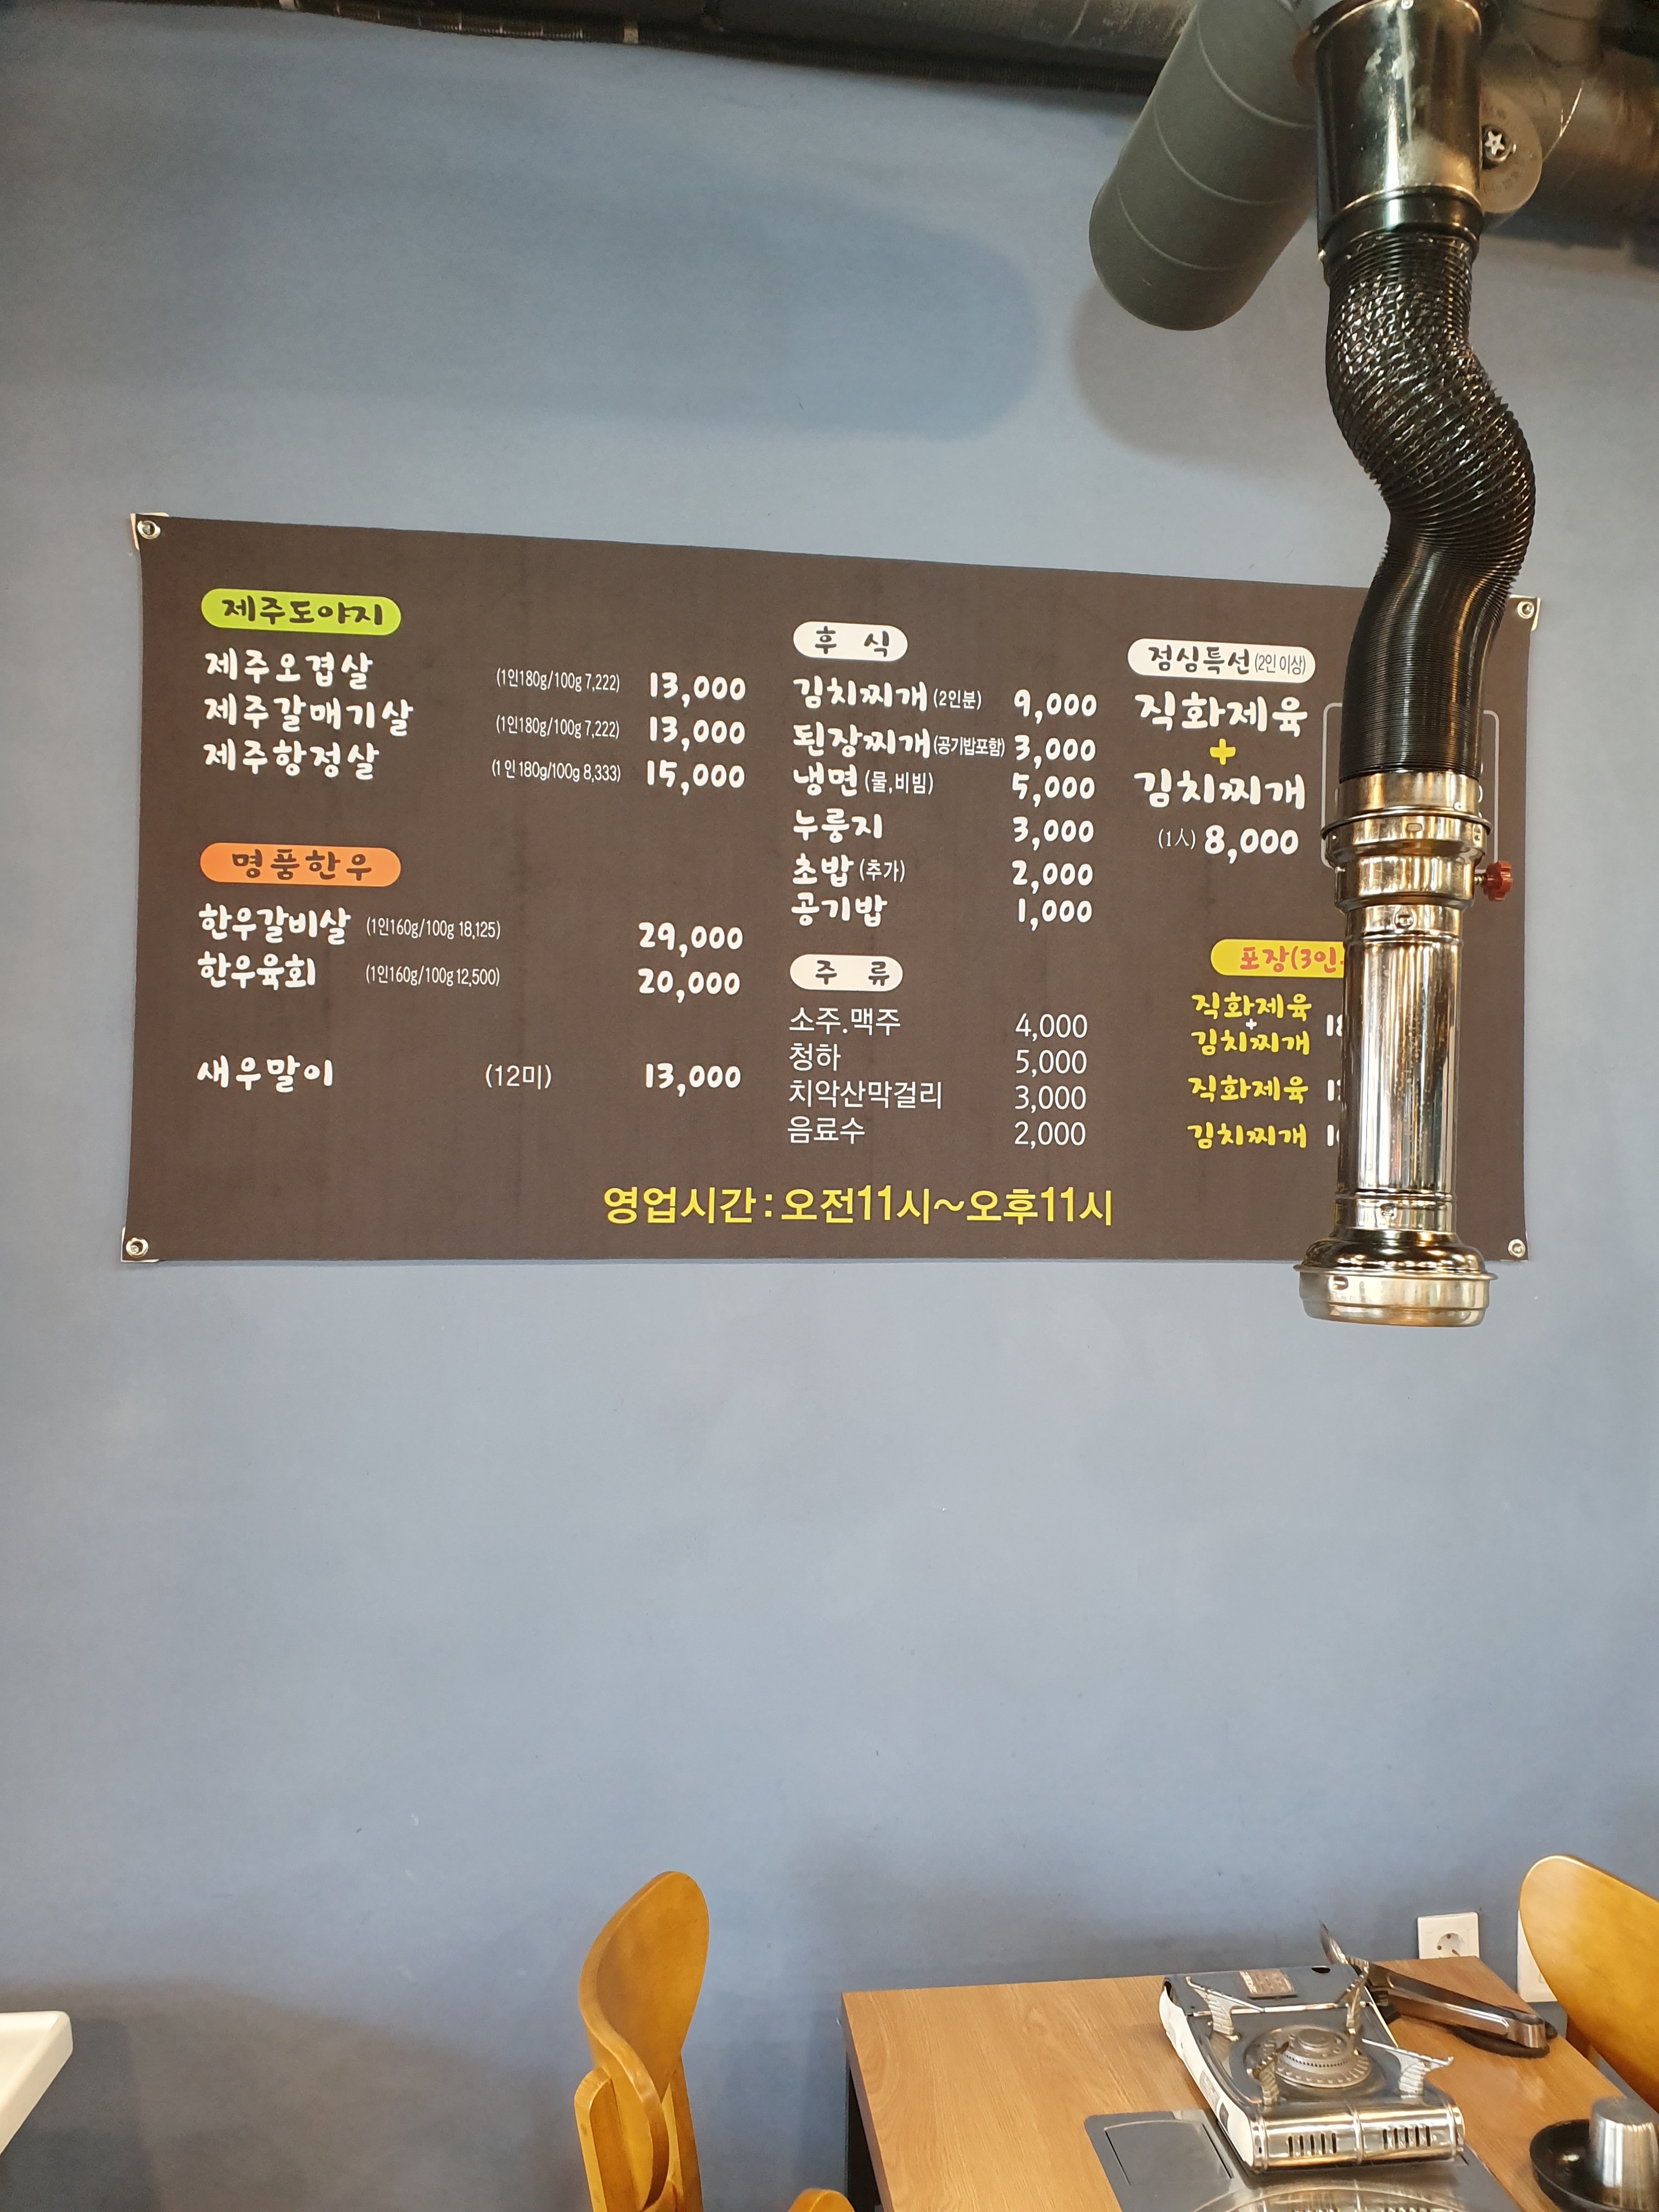 제주도야지
제주오겹살 (1인180g/100g 7,222) 13,000
제주갈매기살 (1인180g/100g 7,222) 13,000
제주항정살 (1인 180g/100g 8,333) 15,000
명품한우
한우갈비살 (1인160g/100g 18,125) 29,000
한우육회 (1인160g/100g 12,500) 20,000
새우말이 (12미) 13,000
후 식
김치찌개 (2인분) 9,000
된장찌개 (공기밥포함) 3,000
냉면 (물,비빔) 5,000
누룽지 3,000
초밥 (추가) 2,000
공기밥 1,000
주 류
소주.맥주 4,000
청하 5,000
치악산막걸리 3,000
음료수 2,000
점심특선 (2인 이상)
직화제육
+
김치찌개
(1人) 8,000
포장(3인
직화제육
+
김치찌개
직화제육
김치찌개
영업시간 : 오전11시~오후11시